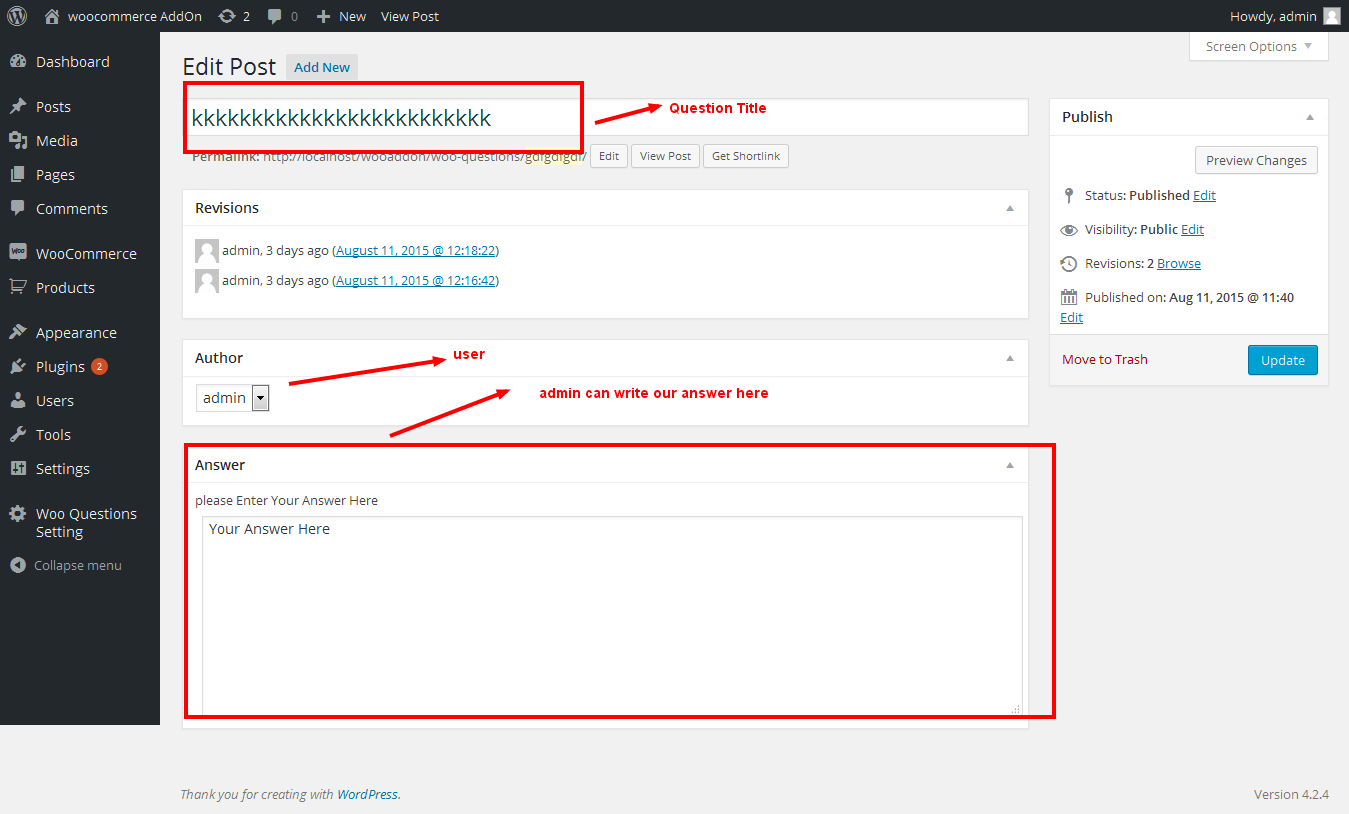 woocommerce AddOn 2 0 New View Post Howdy, admin
Dashboard
Posts
Media
Pages
Comments
WooCommerce
Products
Appearance
Plugins 2
Users
Tools
Settings
Woo Questions
Setting
Collapse menu
Screen Options
Edit Post Add New
kkkkkkkkkkkkkkkkkkkkkkkkk
Question Title
Permalink: http://localhost/wooaddon/woo-questions/gdfgdfgdf/ Edit View Post Get Shortlink
Revisions
admin, 3 days ago (August 11, 2015 @ 12:18:22)
admin, 3 days ago (August 11, 2015 @ 12:16:42)
Author
user
admin
admin can write our answer here
Answer
please Enter Your Answer Here
Your Answer Here
Publish
Preview Changes
Status: Published Edit
Visibility: Public Edit
Revisions: 2 Browse
Published on: Aug 11, 2015 @ 11:40
Edit
Move to Trash Update
Thank you for creating with WordPress.
Version 4.2.4